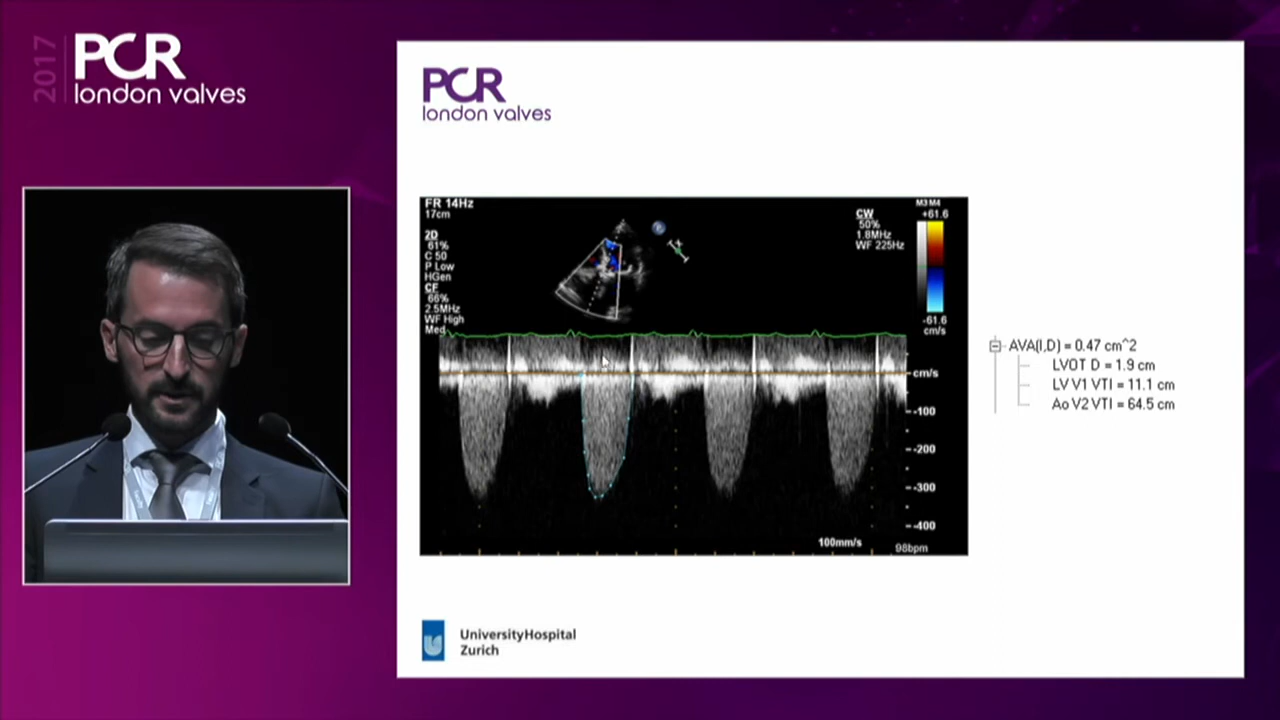 2017
PCR
london valves
PCR
london valves
FR 14Hz
17cm
2D
61%
C 50
P Low
HGen
CF
66%
2.5MHz
WF High
Med
CW
50%
1.8MHz
WF 225Hz
M3 M4
+61.6
-61.6
cm/s
cm/s
-100
-200
-300
-400
100mm/s
98bpm
AVA(I,D) = 0.47 cm^2
LVOT D = 1.9 cm
LV V1 VTI = 11.1 cm
Ao V2 VTI = 64.5 cm
UniversityHospital
Zurich